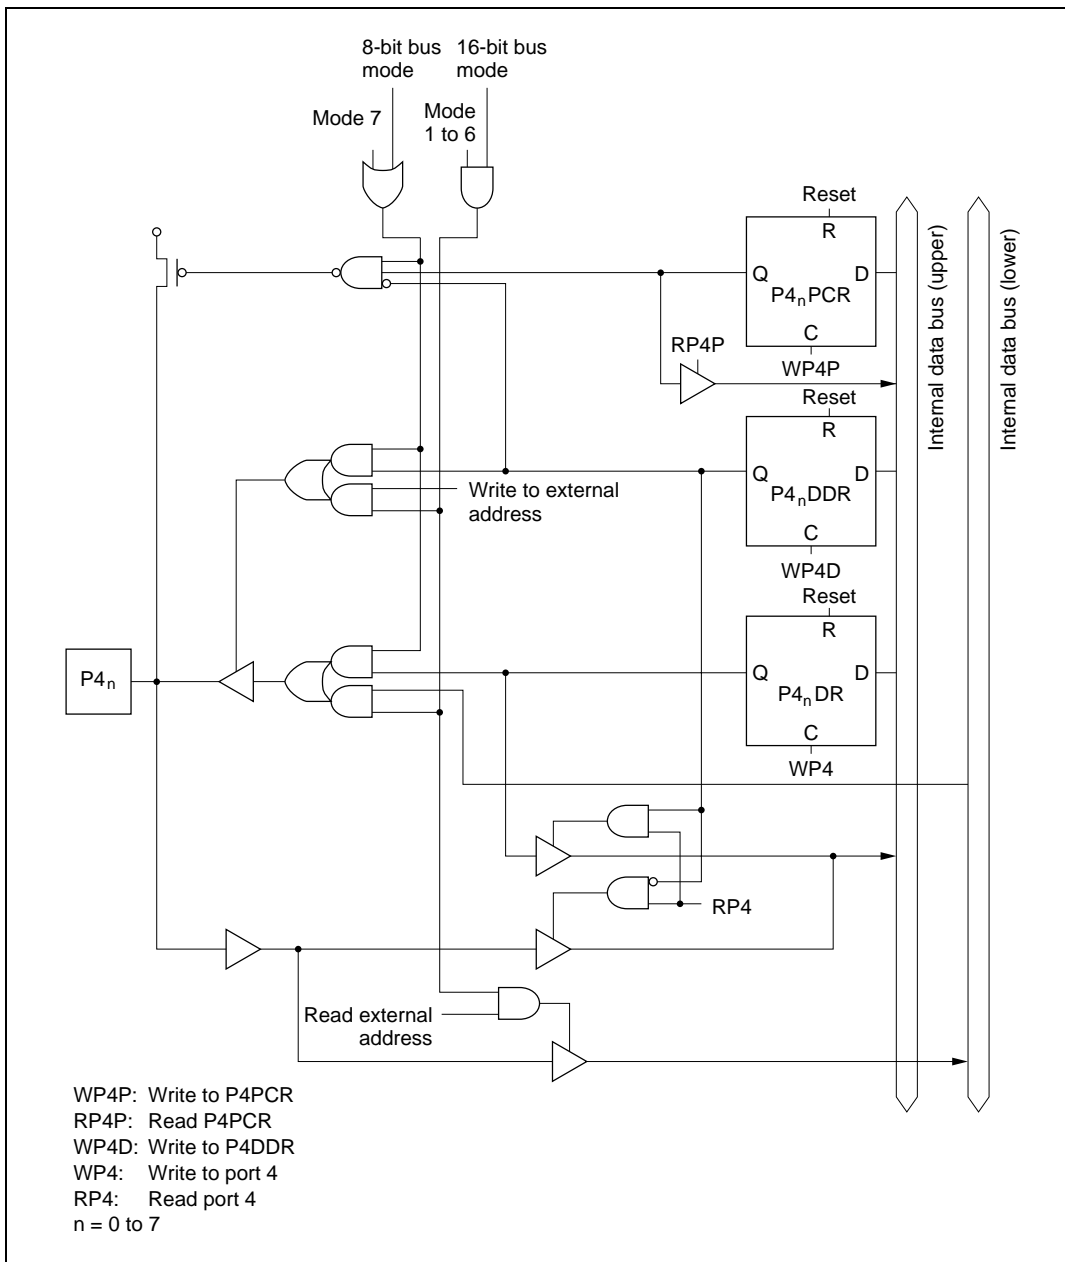 8-bit bus mode
16-bit bus mode
Mode 7
Mode 1 to 6
Reset
R
Q
D
P4nPCR
C
WP4P
RP4P
Reset
R
Q
D
P4nDDR
C
WP4D
Write to external
address
Reset
R
Q
D
P4nDR
C
WP4
P4n
RP4
Read external
address
Internal data bus (upper)
Internal data bus (lower)
WP4P: Write to P4PCR
RP4P: Read P4PCR
WP4D: Write to P4DDR
WP4: Write to port 4
RP4: Read port 4
n = 0 to 7